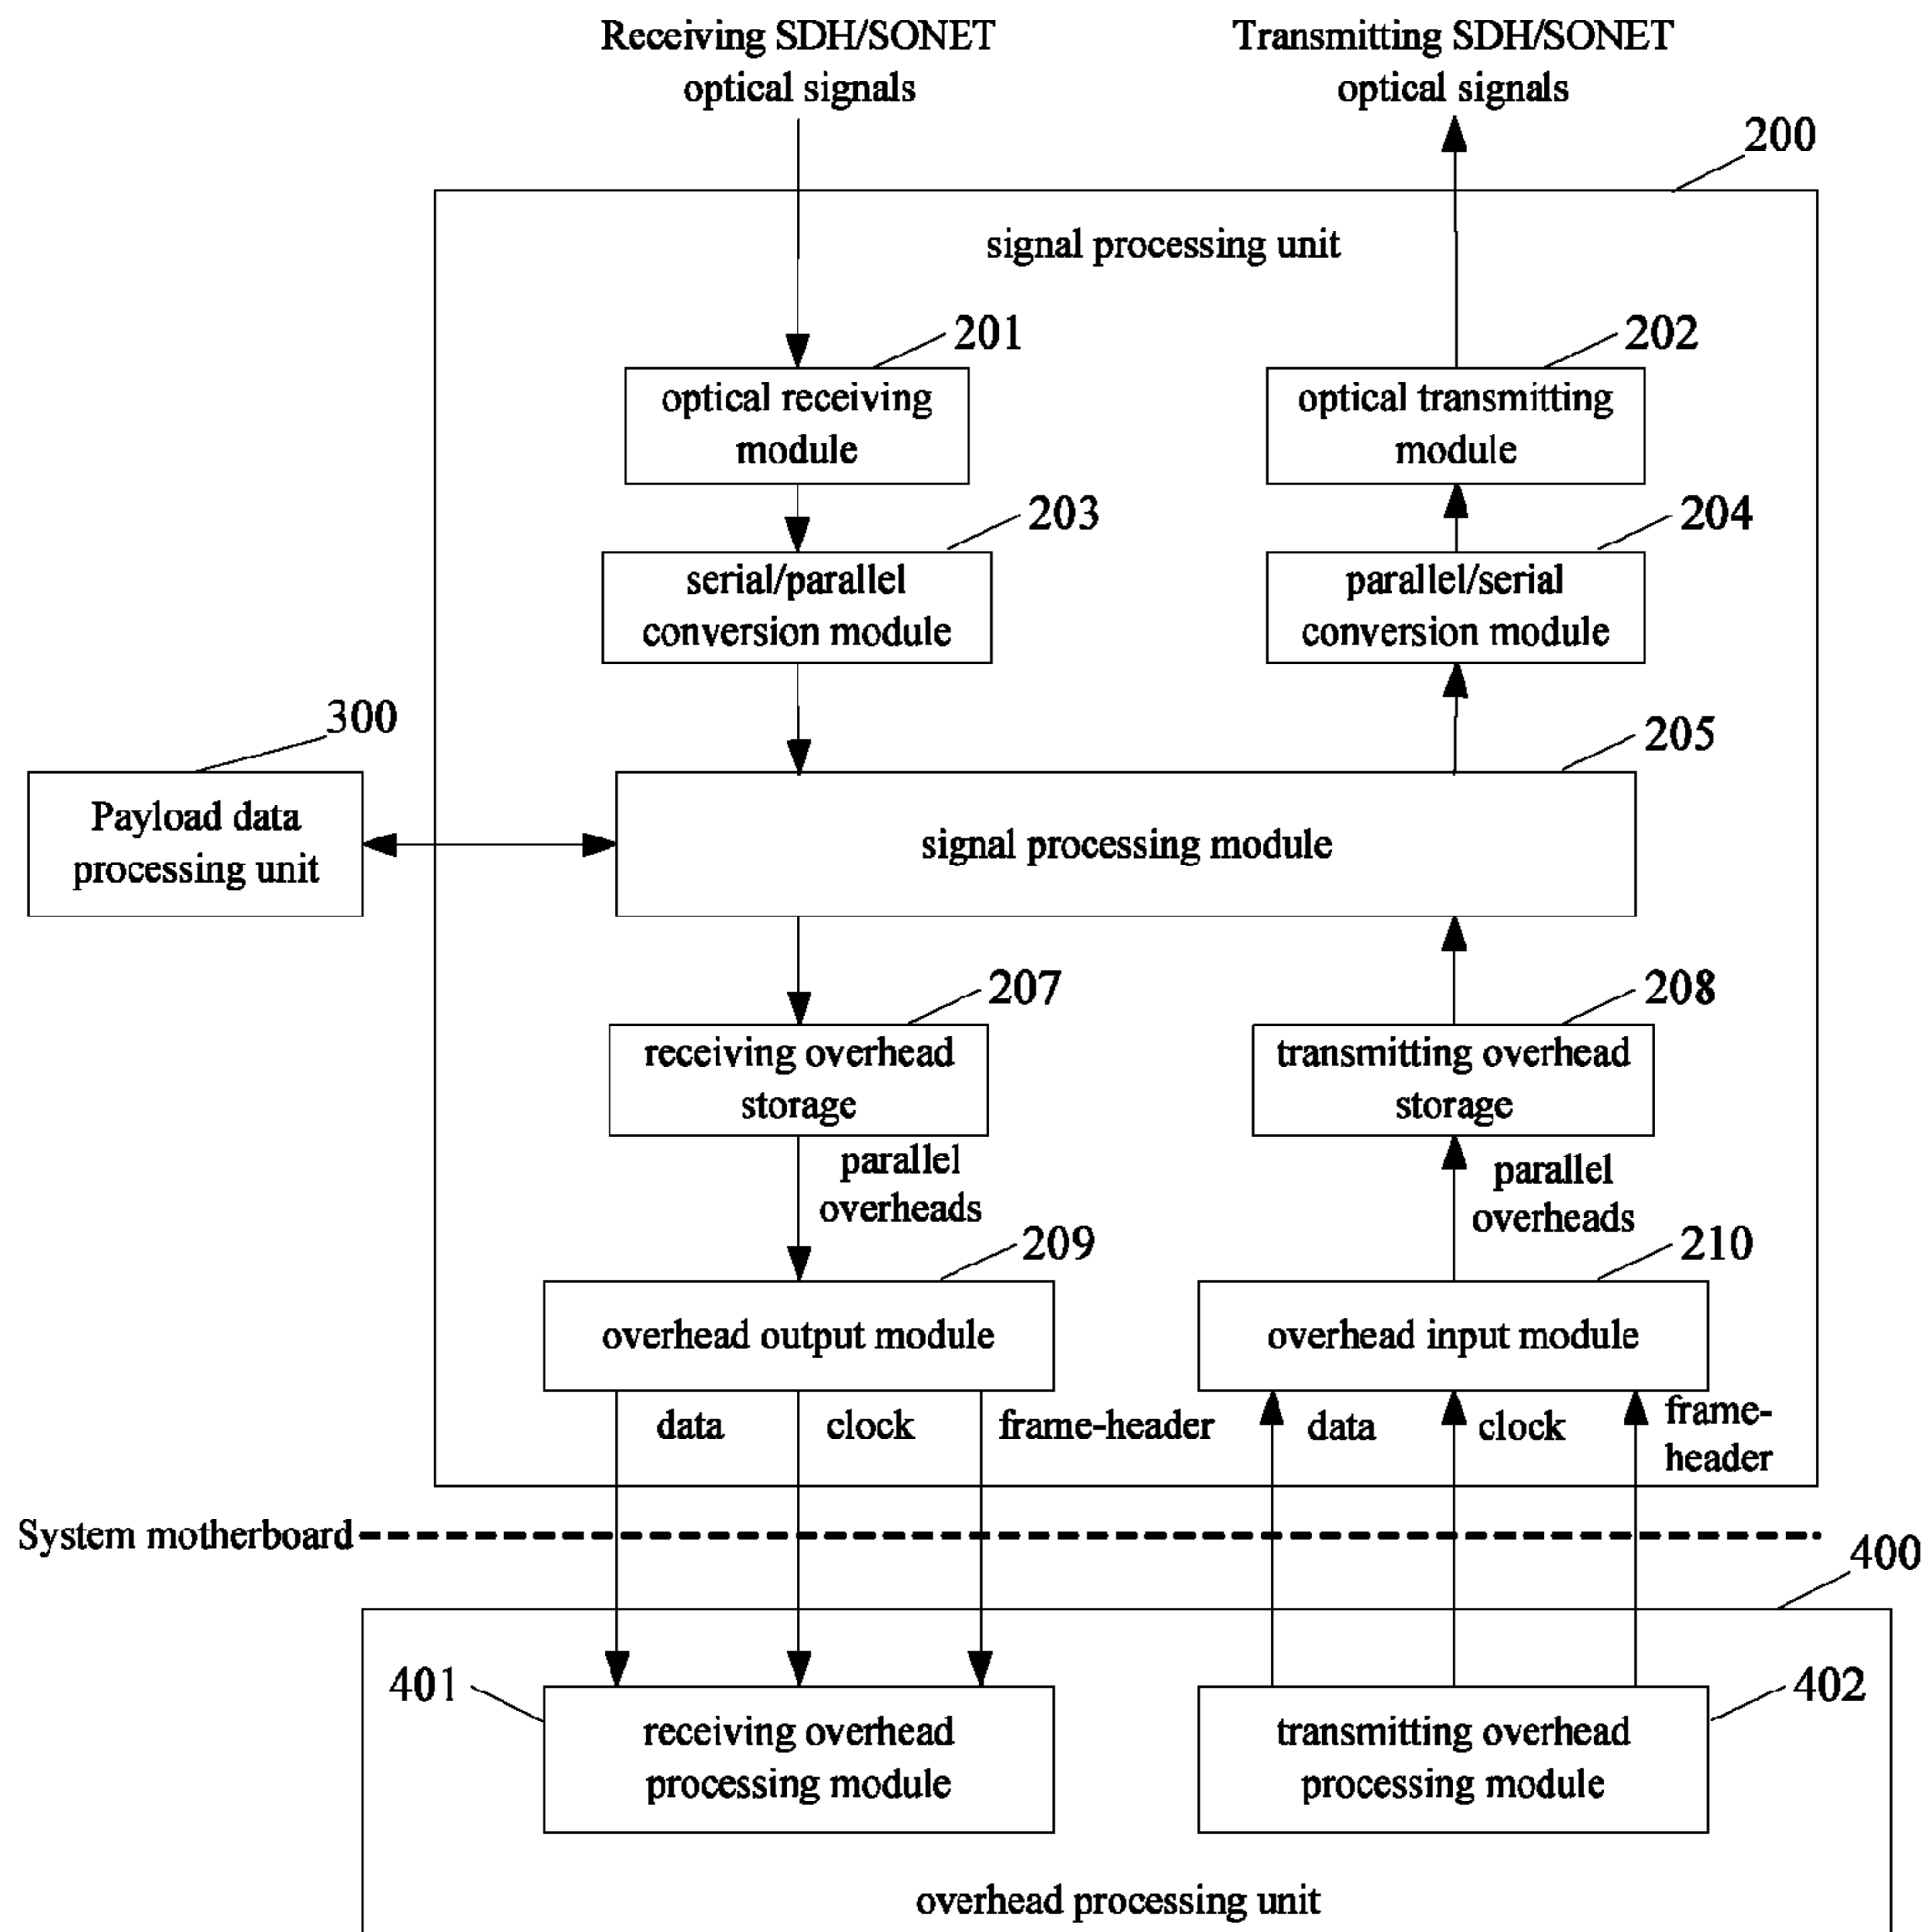 Receiving SDH/SONET
optical signals
Transmitting SDH/SONET
optical signals
200
signal processing unit
201
202
optical receiving
module
optical transmitting
module
203
204
serial/parallel
conversion module
parallel/serial
conversion module
300
205
Payload data
processing unit
signal processing module
207
208
receiving overhead
storage
transmitting overhead
storage
parallel
overheads
parallel
overheads
209
210
overhead output module
overhead input module
data
clock
frame-header
data
clock
frame-
header
System motherboard
400
401
402
receiving overhead
processing module
transmitting overhead
processing module
overhead processing unit